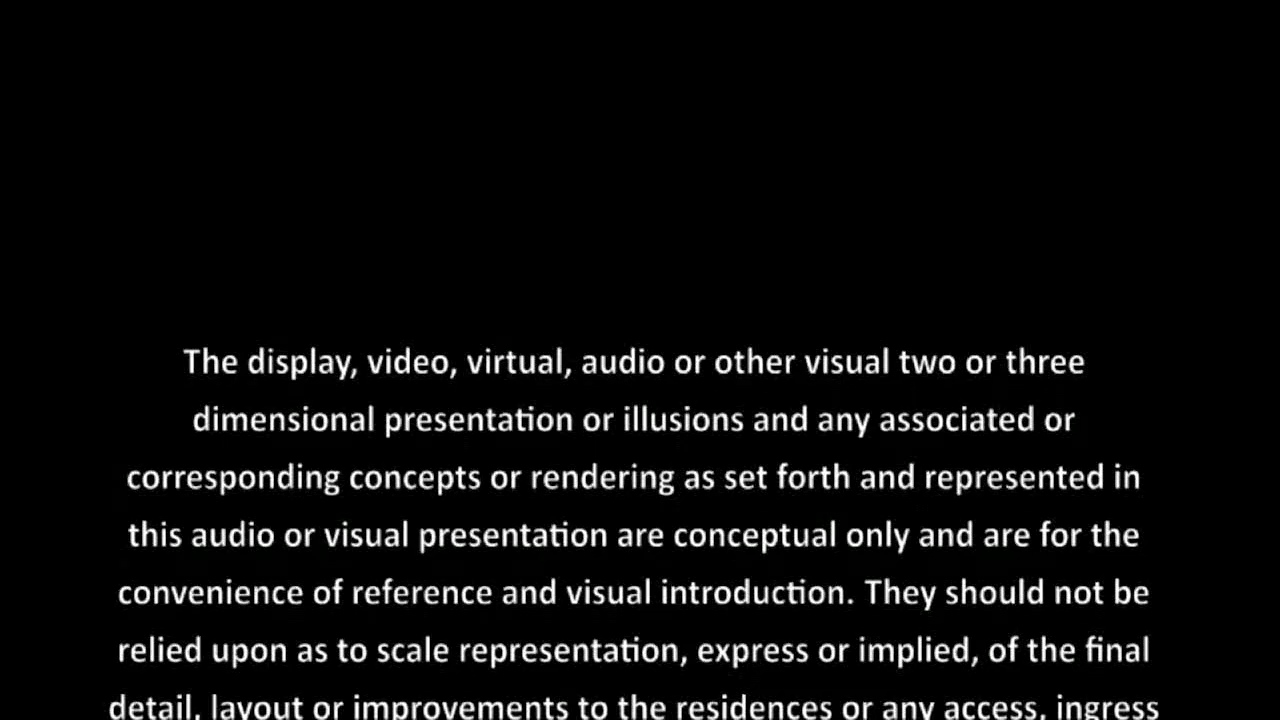 The display, video, virtual, audio or other visual two or three
dimensional presentation or illusions and any associated or
corresponding concepts or rendering as set forth and represented in
this audio or visual presentation are conceptual only and are for the
convenience of reference and visual introduction. They should not be
relied upon as to scale representation, express or implied, of the final
detail, layout or improvements to the residences or any access, ingress